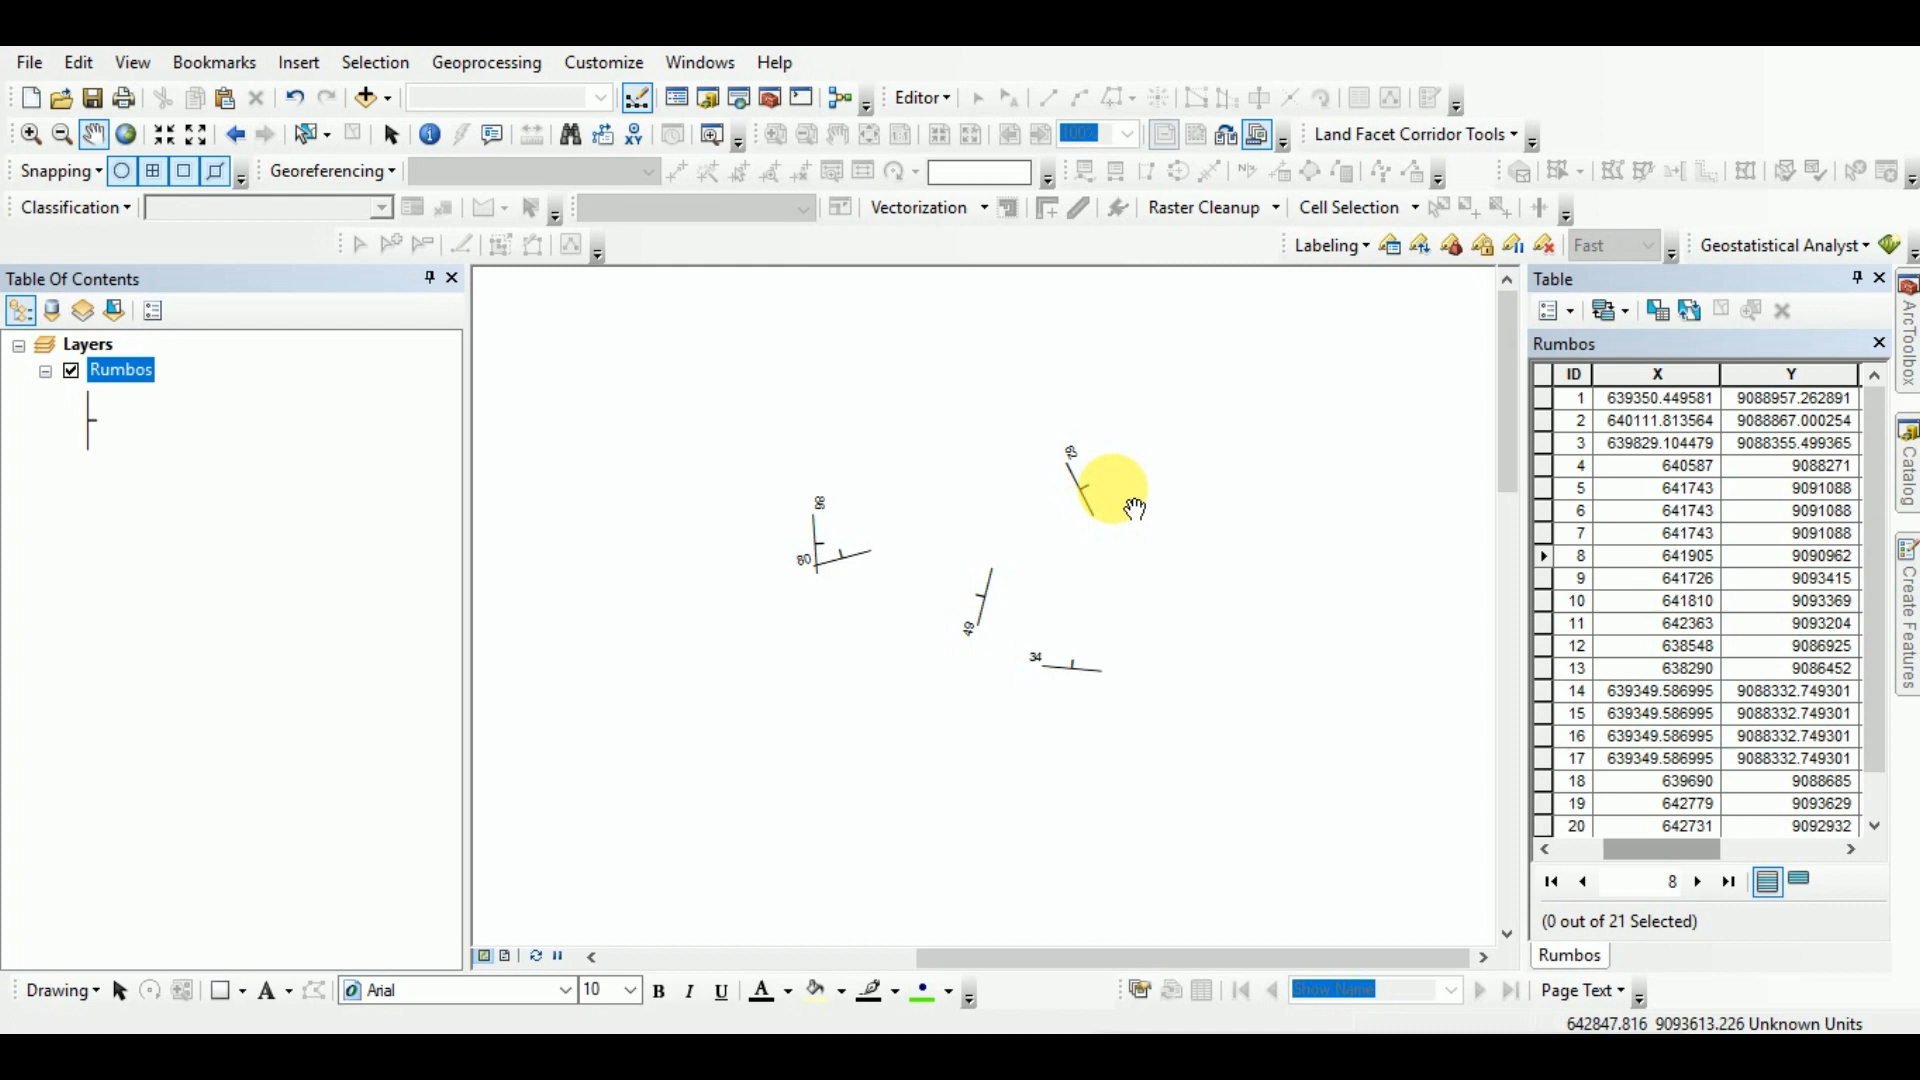 File Edit View Bookmarks Insert Selection Geoprocessing Customize Windows Help
Editor
100% Land Facet Corridor Tools
Snapping Georeferencing
Classification Vectorization Raster Cleanup Cell Selection
Labeling Fast Geostatistical Analyst
Table Of Contents
Layers
Rumbos
80
49
34
Table
Rumbos
ID X Y
1 639350.449581 9088957.262891
2 640111.813564 9088867.000254
3 639829.104479 9088355.499365
4 640587 9088271
5 641743 9091088
6 641743 9091088
7 641743 9091088
8 641905 9090962
9 641726 9093415
10 641810 9093369
11 642363 9093204
12 638548 9086925
13 638290 9086452
14 639349.586995 9088332.749301
15 639349.586995 9088332.749301
16 639349.586995 9088332.749301
17 639349.586995 9088332.749301
18 639690 9088685
19 642779 9093629
20 642731 9092932
8
(0 out of 21 Selected)
Rumbos
ArcToolbox
Catalog
Create Features
Drawing A Arial 10 B I U A Show Name Page Text
642847.816 9093613.226 Unknown Units